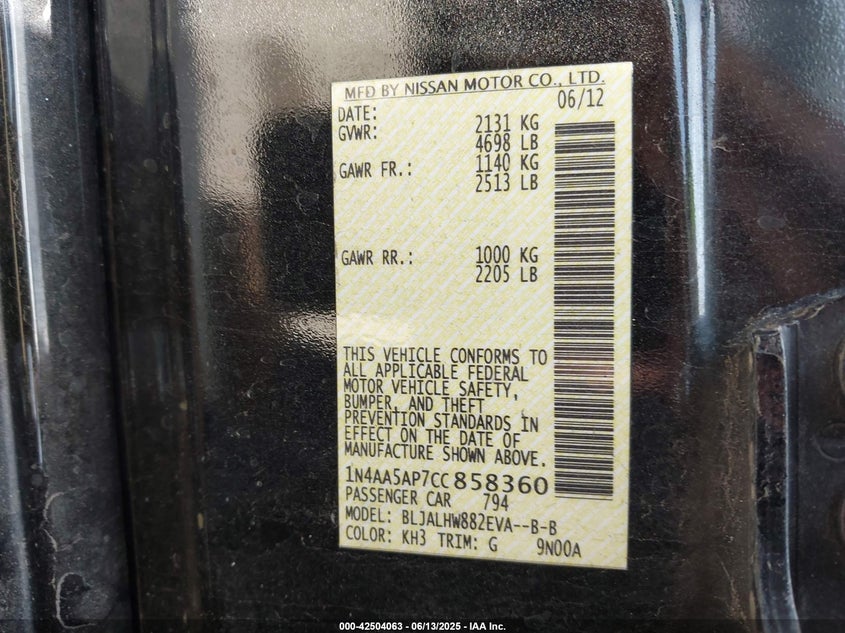 MFD BY NISSAN MOTOR CO., LTD.
DATE: 06/12
GVWR: 2131 KG
4698 LB
GAWR FR.: 1140 KG
2513 LB
GAWR RR.: 1000 KG
2205 LB
THIS VEHICLE CONFORMS TO
ALL APPLICABLE FEDERAL
MOTOR VEHICLE SAFETY,
BUMPER, AND THEFT
PREVENTION STANDARDS IN
EFFECT ON THE DATE OF
MANUFACTURE SHOWN ABOVE.
1N4AA5AP7CC858360
PASSENGER CAR 794
MODEL: BLJALHW882EVA--B-B
COLOR: KH3 TRIM: G 9N00A
000-42504063 - 06/13/2025 - IAA Inc.